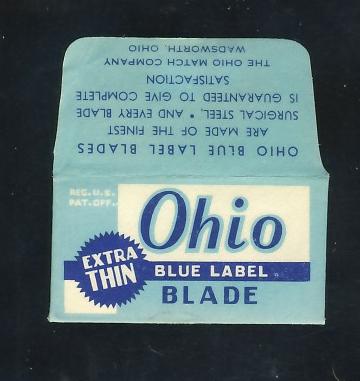 OHIO BLUE LABEL BLADES
ARE MADE OF THE FINEST
SURGICAL STEEL, * AND EVERY BLADE
IS GUARANTEED TO GIVE COMPLETE
SATISFACTION
THE OHIO MATCH COMPANY
WADSWORTH, OHIO
REG. U.S.
PAT. OFF.
Ohio
EXTRA
THIN
BLUE LABEL
BLADE